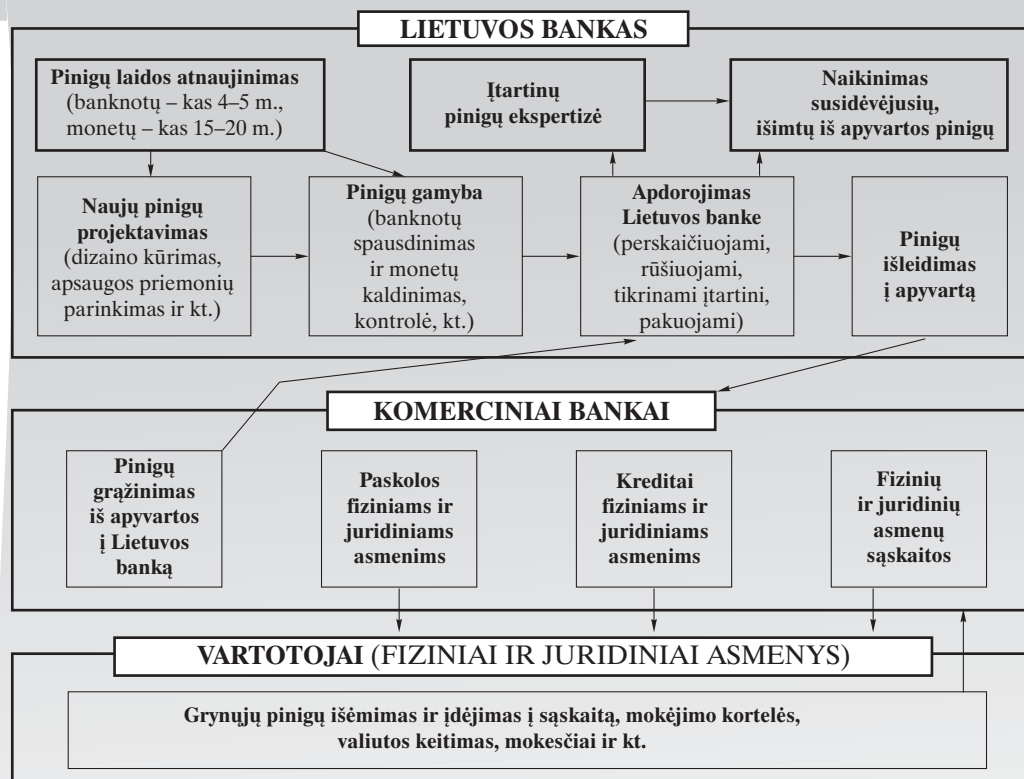 LIETUVOS BANKAS
Pinigų laidos atnaujinimas
(banknotų – kas 4–5 m.,
monetų – kas 15–20 m.)
Įtartinų
pinigų ekspertizė
Naikinimas
susidėvėjusių,
išimtų iš apyvartos pinigų
Naujų pinigų
projektavimas
(dizaino kūrimas,
apsaugos priemonių
parinkimas ir kt.)
Pinigų gamyba
(banknotų
spausdinimas
ir monetų
kaldinimas,
kontrolė, kt.)
Apdorojimas
Lietuvos banke
(perskaičiuojami,
rūšiuojami,
tikrinami įtartini,
pakuojami)
Pinigų
išleidimas
į apyvartą
KOMERCINIAI BANKAI
Pinigų
grąžinimas
iš apyvartos
į Lietuvos
banką
Paskolos
fiziniams ir
juridiniams
asmenims
Kreditai
fiziniams ir
juridiniams
asmenims
Fizinių
ir juridinių
asmenų
sąskaitos
VARTOTOJAI (FIZINIAI IR JURIDINIAI ASMENYS)
Grynųjų pinigų išėmimas ir įdėjimas į sąskaitą, mokėjimo kortelės,
valiutos keitimas, mokesčiai ir kt.